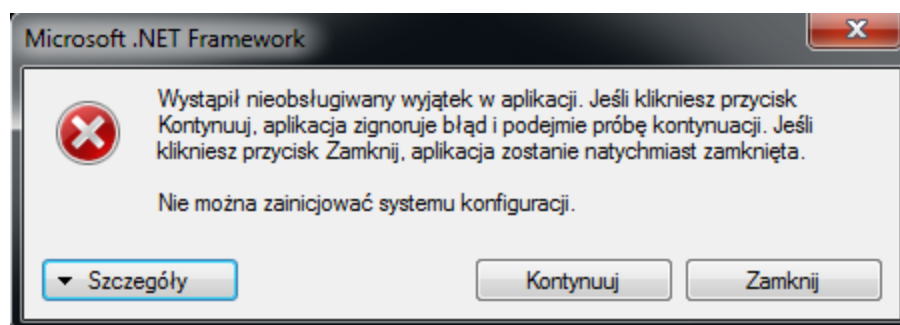 Microsoft .NET Framework
Wystąpił nieobsługiwany wyjątek w aplikacji. Jeśli klikniesz przycisk
Kontynuuj, aplikacja zignoruje błąd i podejmie próbę kontynuacji. Jeśli
klikniesz przycisk Zamknij, aplikacja zostanie natychmiast zamknięta.
Nie można zainicjować systemu konfiguracji.
Szczegóły Kontynuuj Zamknij